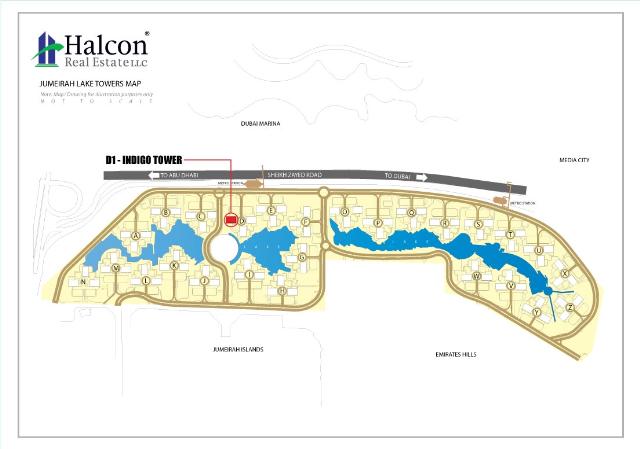 Halcon®
Real Estate LLC
JUMEIRAH LAKE TOWERS MAP
Note: Maps Drawing for illustration purposes only
NOT TO SCALE
DUBAI MARINA
D1 - INDIGO TOWER
MEDIA CITY
TO ABU DHABI
SHEIKH ZAYED ROAD
TO DUBAI
METRO STATION
METRO STATION
B
C
D
E
F
O
P
Q
R
S
T
U
A
G
X
N
M
L
K
J
I
H
W
V
Y
Z
JUMEIRAH ISLANDS
EMIRATES HILLS